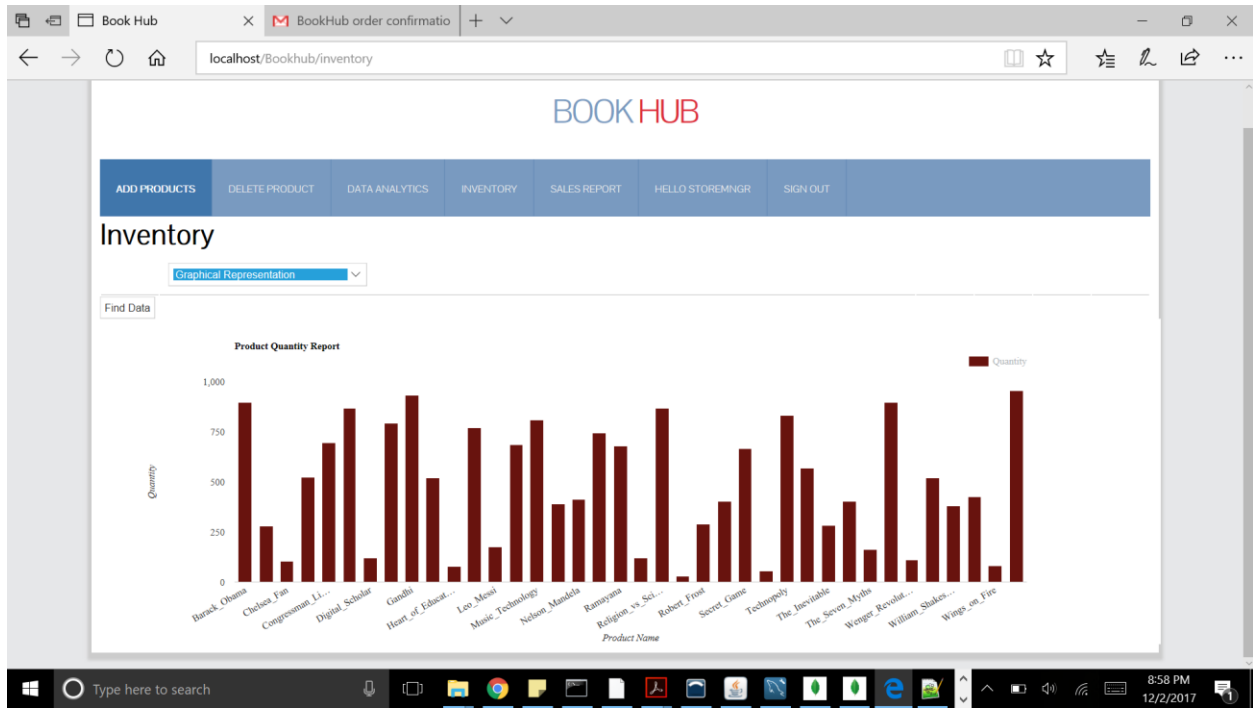 Book Hub
BookHub order confirmatio
localhost/Bookhub/inventory
BOOK HUB
ADD PRODUCTS DELETE PRODUCT DATA ANALYTICS INVENTORY SALES REPORT HELLO STOREMNGR SIGN OUT
Inventory
Graphical Representation
Find Data
Product Quantity Report
Quantity
1,000
750
500
250
0
Quantity
Barack_Obama
Chelsea_Fan
Congressman_Li...
Digital_Scholar
Gandhi
Heart_of_Educat...
Leo_Messi
Music_Technology
Nelson_Mandela
Ramayana
Religion_vs_Sci...
Robert_Frost
Secret_Game
Technopoly
The_Inevitable
The_Seven_Myths
Wenger_Revolut...
William_Shakes...
Wings_on_Fire
Product Name
Type here to search
8:58 PM
12/2/2017
1